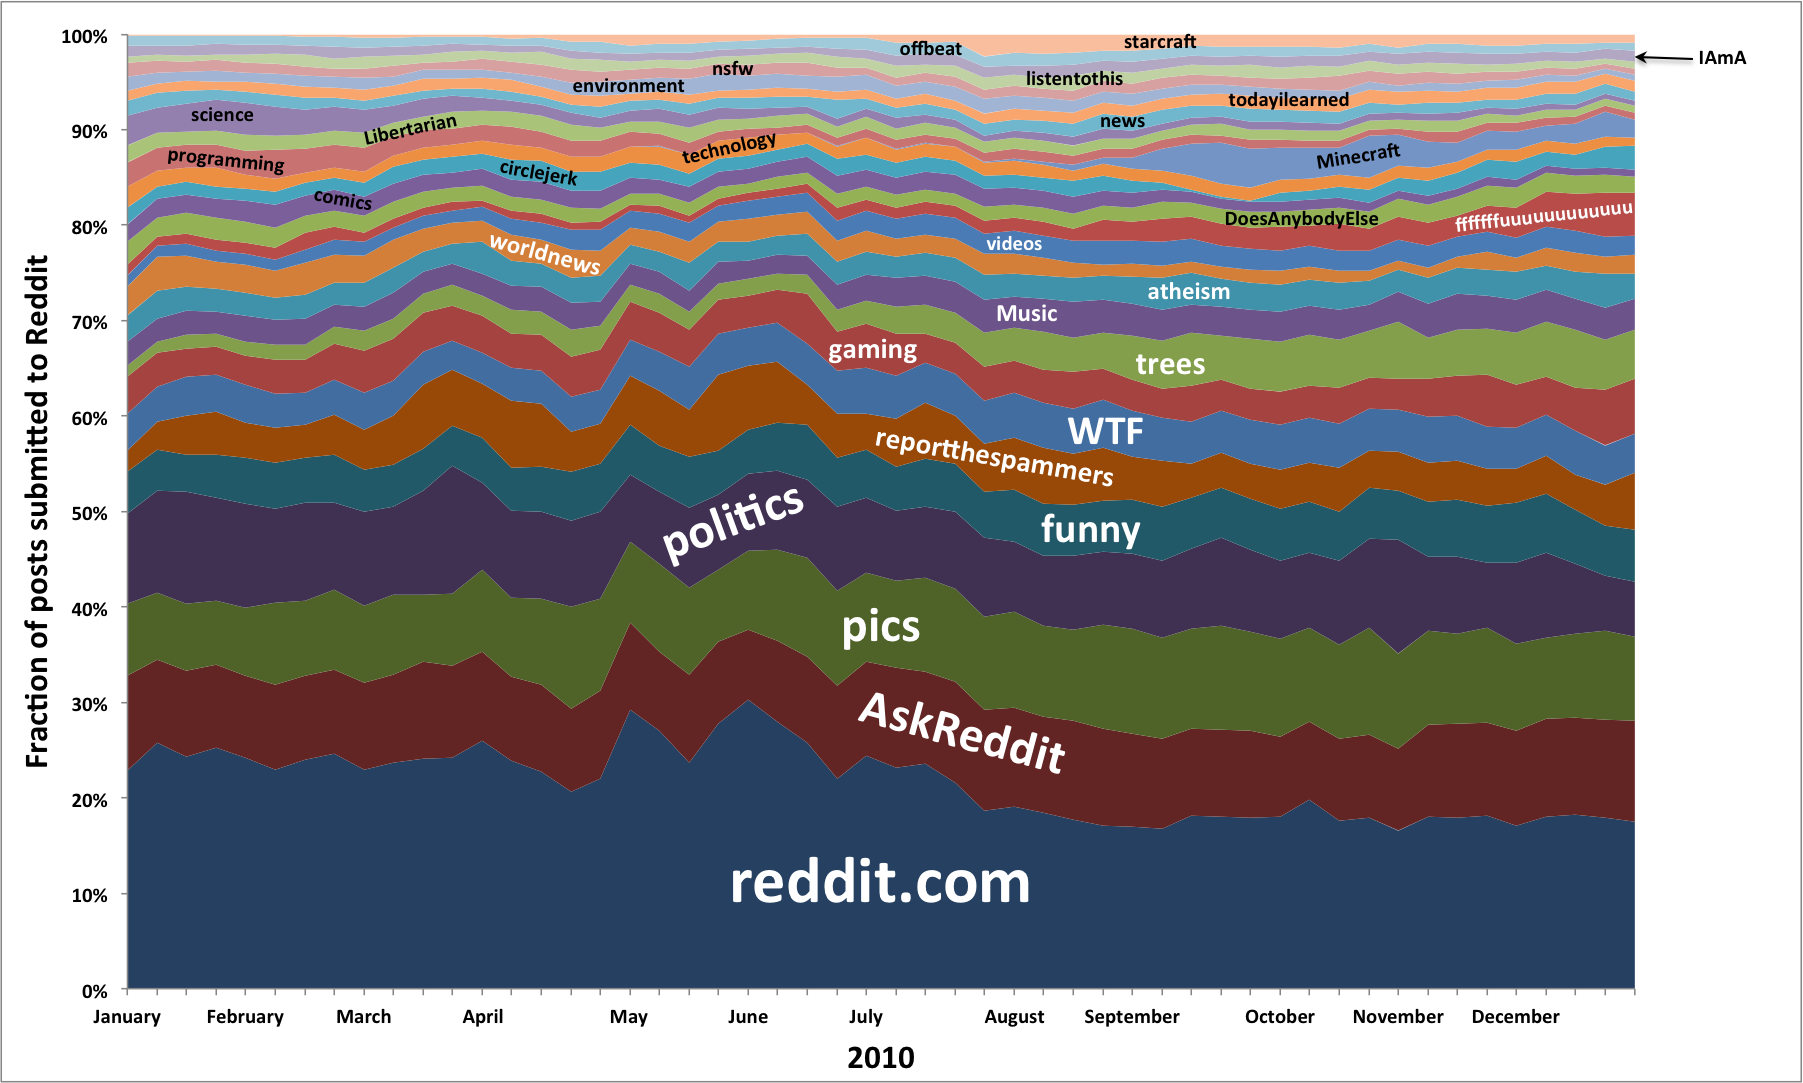 Fraction of posts submitted to Reddit
100%
90%
80%
70%
60%
50%
40%
30%
20%
10%
0%
starcraft
offbeat
IAmA
nsfw
listentothis
environment
todayilearned
science
news
Libertarian
technology
programming
Minecraft
circlejerk
comics
DoesAnybodyElse
fffffffuuuuuuuuuuuu
worldnews
videos
atheism
Music
gaming
trees
WTF
reportthespammers
politics
funny
pics
AskReddit
reddit.com
January
February
March
April
May
June
July
August
September
October
November
December
2010